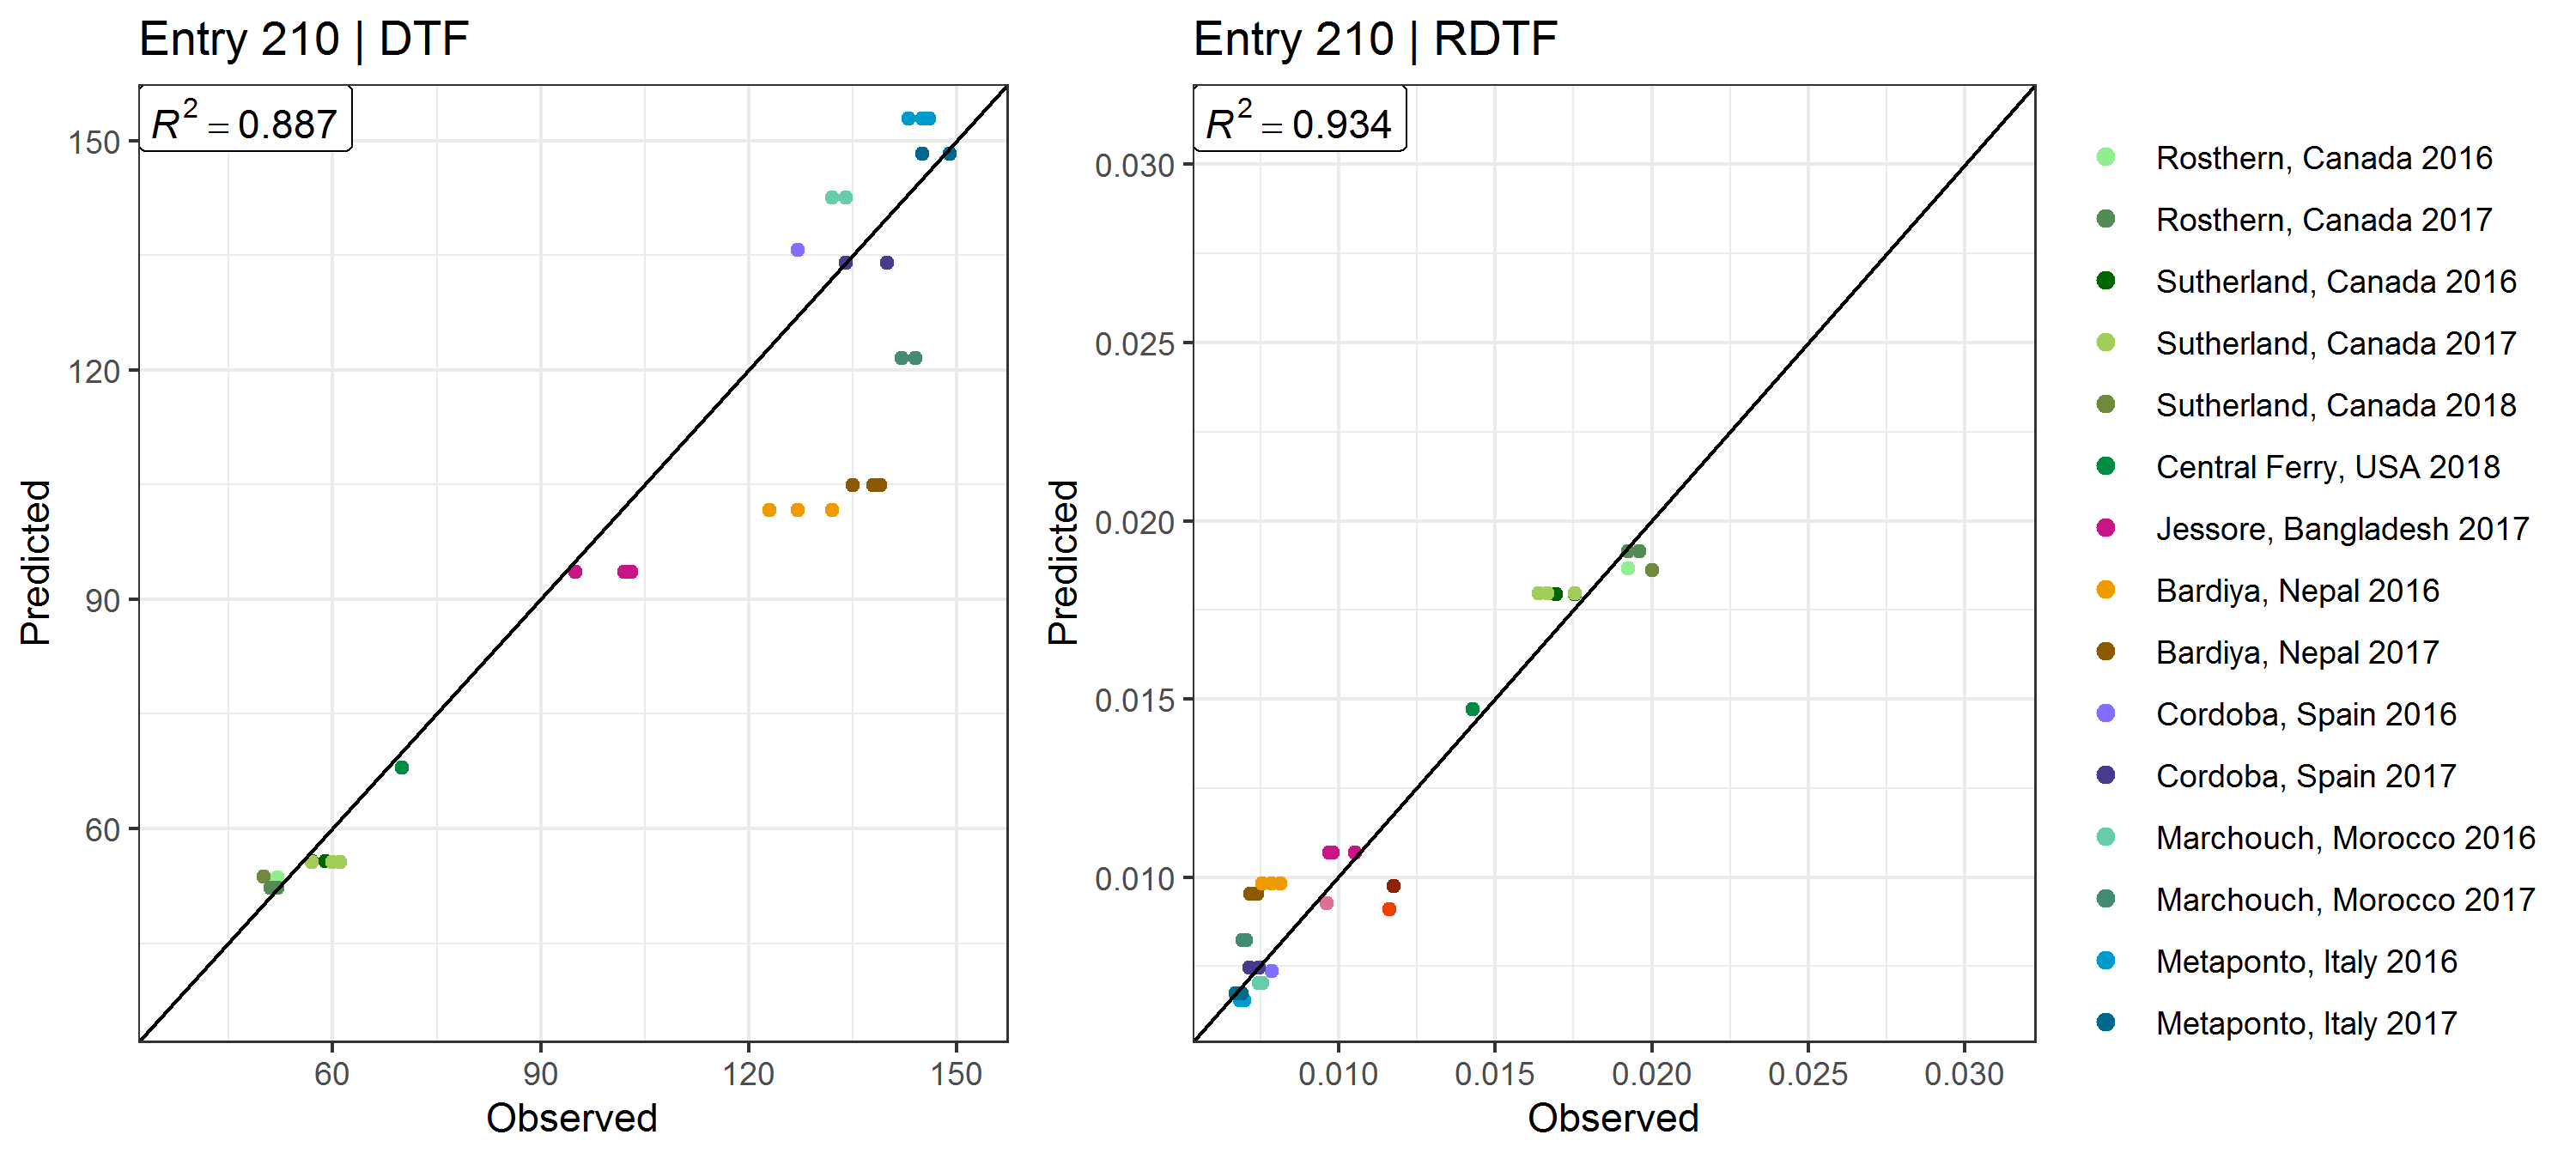 Entry 210 | DTF
R² = 0.887
150
120
90
60
60 90 120 150
Predicted
Observed
Entry 210 | RDTF
R² = 0.934
0.030
0.025
0.020
0.015
0.010
0.010 0.015 0.020 0.025 0.030
Predicted
Observed
Rosthern, Canada 2016
Rosthern, Canada 2017
Sutherland, Canada 2016
Sutherland, Canada 2017
Sutherland, Canada 2018
Central Ferry, USA 2018
Jessore, Bangladesh 2017
Bardiya, Nepal 2016
Bardiya, Nepal 2017
Cordoba, Spain 2016
Cordoba, Spain 2017
Marchouch, Morocco 2016
Marchouch, Morocco 2017
Metaponto, Italy 2016
Metaponto, Italy 2017